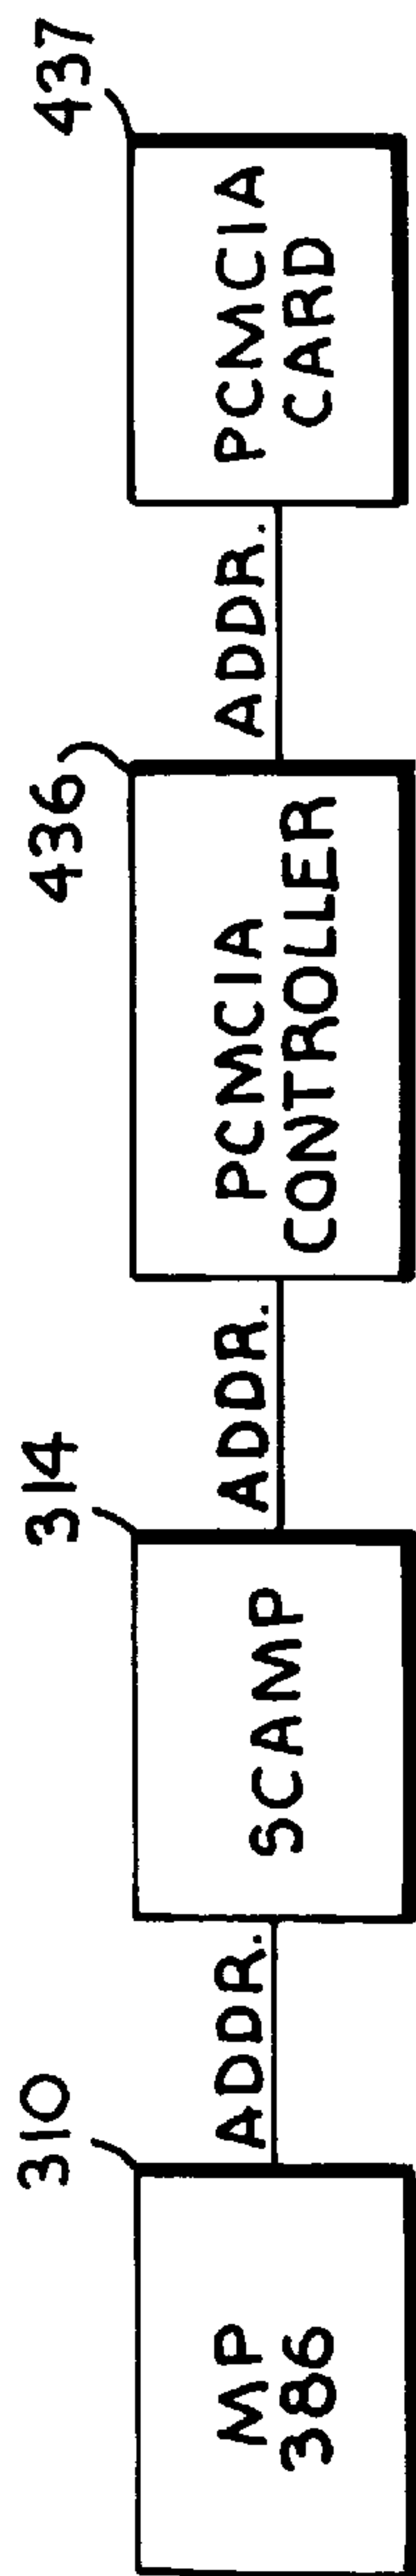 310
MP
386
ADDR.
314
SCAMP
ADDR.
436
PCMCIA
CONTROLLER
ADDR.
437
PCMCIA
CARD